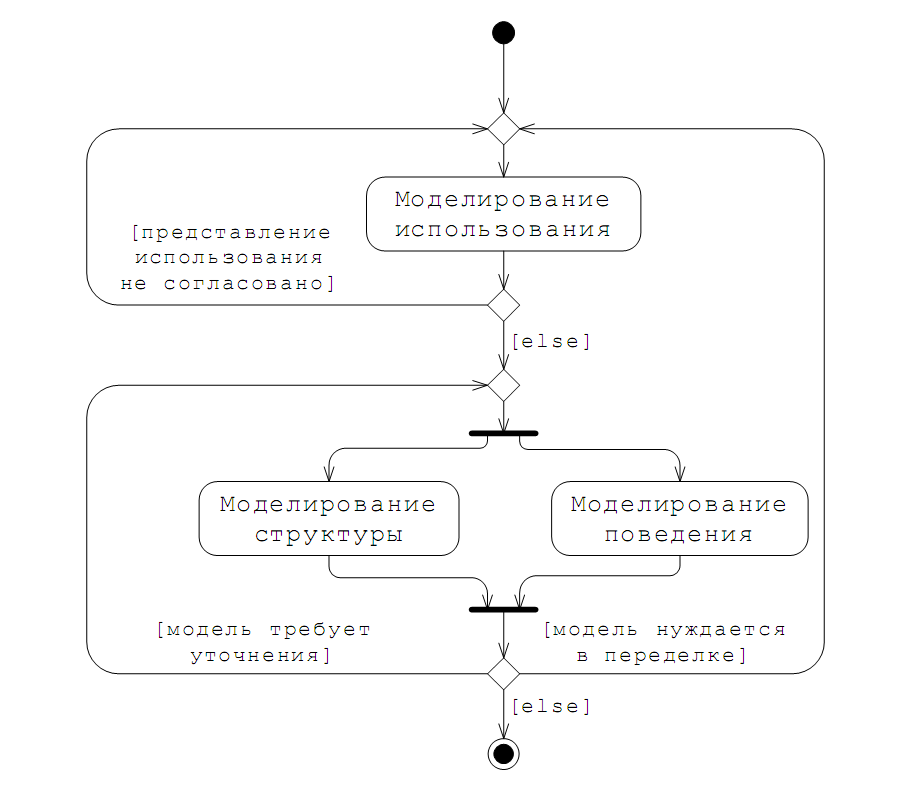 Моделирование
использования
[представление
использования
не согласовано]
[else]
Моделирование
структуры
Моделирование
поведения
[модель требует
уточнения]
[модель нуждается
в переделке]
[else]